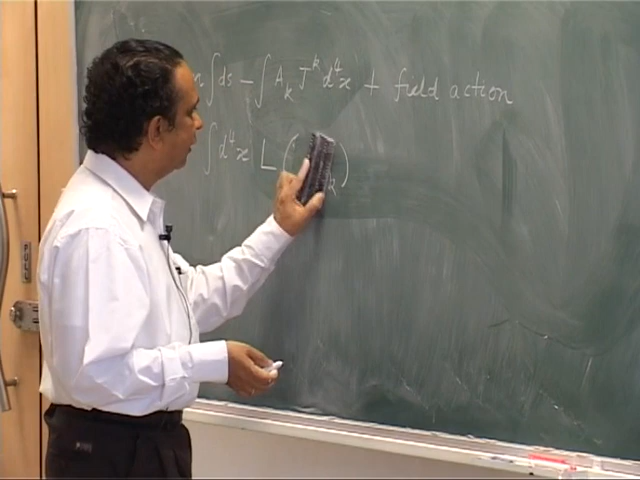 ∫ds − ∫A_k J^k d⁴x + field action
∫d⁴x L ( )